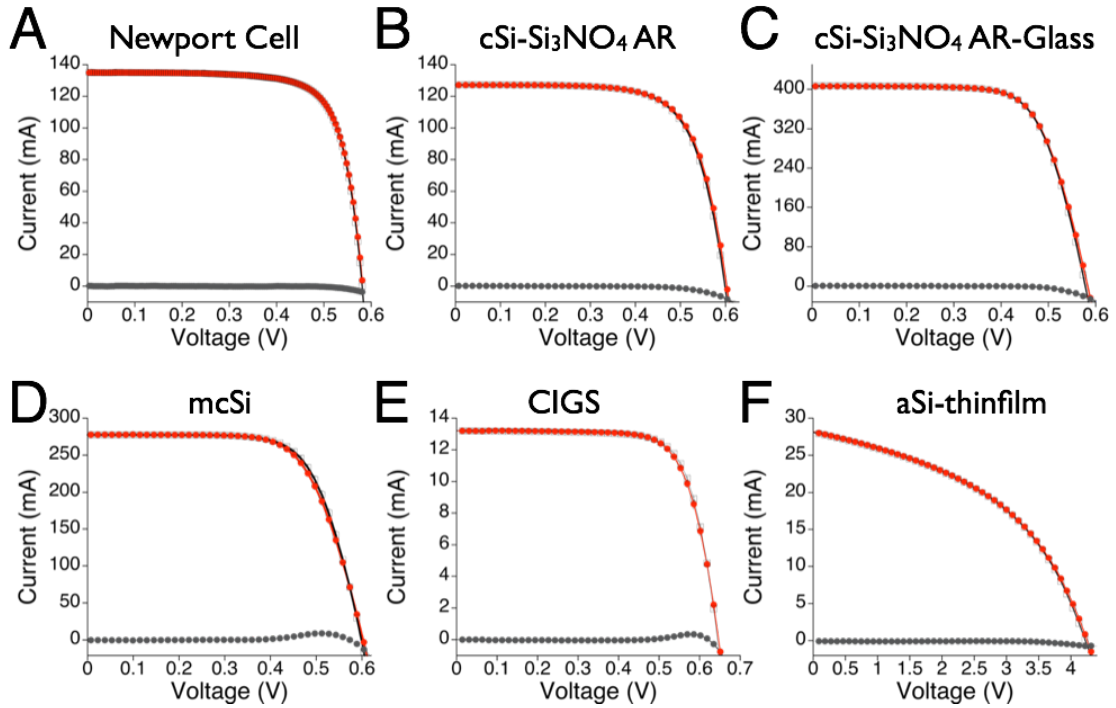 A Newport Cell
140
120
100
80
60
40
20
0
Current (mA)
0 0.1 0.2 0.3 0.4 0.5 0.6
Voltage (V)
B cSi-Si₃NO₄ AR
140
120
100
80
60
40
20
0
Current (mA)
0 0.1 0.2 0.3 0.4 0.5 0.6
Voltage (V)
C cSi-Si₃NO₄ AR-Glass
400
320
240
160
80
0
Current (mA)
0 0.1 0.2 0.3 0.4 0.5 0.6
Voltage (V)
D mcSi
300
250
200
150
100
50
0
Current (mA)
0 0.1 0.2 0.3 0.4 0.5 0.6
Voltage (V)
E CIGS
14
12
10
8
6
4
2
0
Current (mA)
0 0.1 0.2 0.3 0.4 0.5 0.6 0.7
Voltage (V)
F aSi-thinfilm
30
25
20
15
10
5
0
Current (mA)
0 0.5 1 1.5 2 2.5 3 3.5 4
Voltage (V)